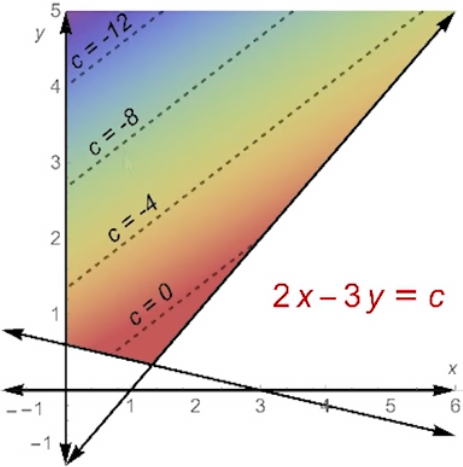 5
y
c = -12
4
c = -8
3
c = -4
2
c = 0
2x-3y = c
1
x
--1 1 2 3 4 5 6
-1